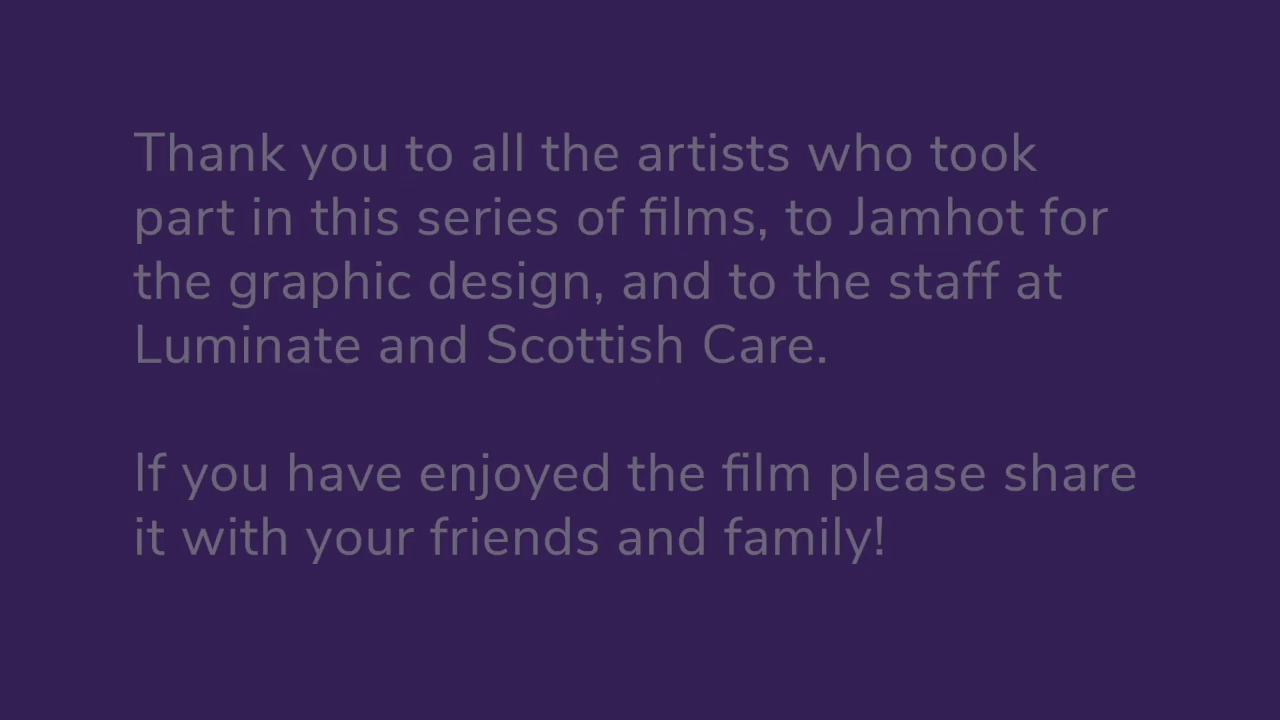 Thank you to all the artists who took
part in this series of films, to Jamhot for
the graphic design, and to the staff at
Luminate and Scottish Care.
If you have enjoyed the film please share
it with your friends and family!